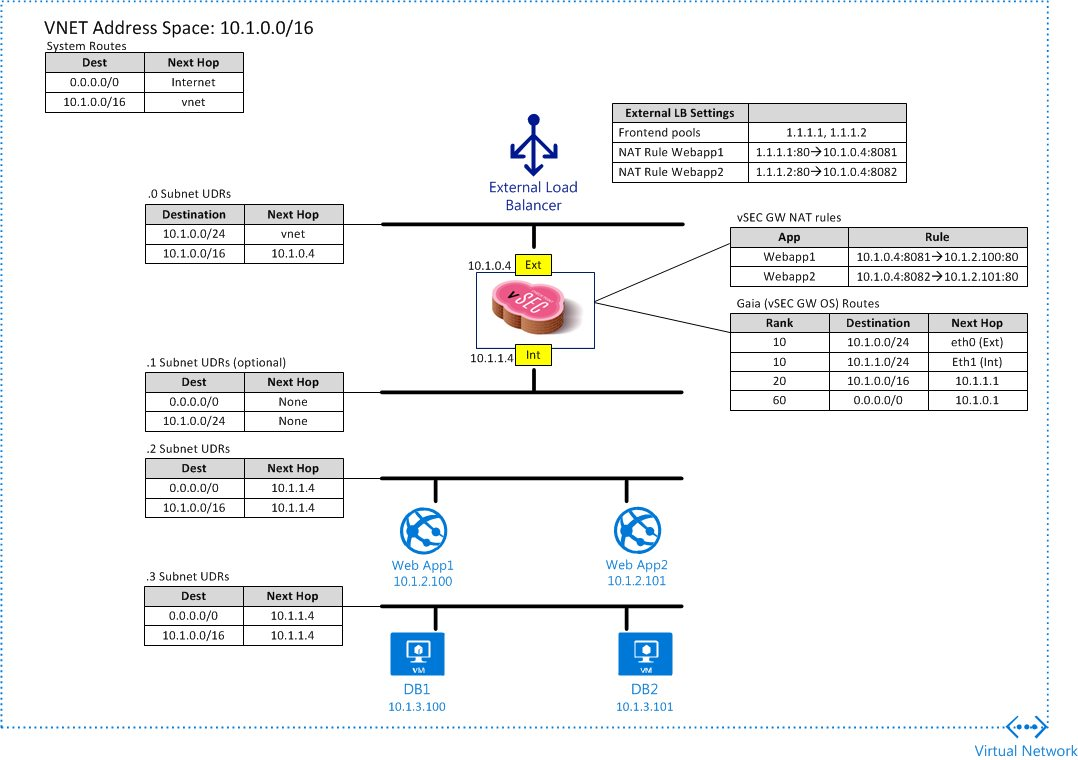 VNET Address Space: 10.1.0.0/16
System Routes
Dest Next Hop
0.0.0.0/0 Internet
10.1.0.0/16 vnet
External LB Settings
Frontend pools 1.1.1.1, 1.1.1.2
NAT Rule Webapp1 1.1.1.1:80→10.1.0.4:8081
NAT Rule Webapp2 1.1.1.2:80→10.1.0.4:8082
External Load
Balancer
.0 Subnet UDRs
Destination Next Hop
10.1.0.0/24 vnet
10.1.0.0/16 10.1.0.4
vSEC GW NAT rules
App Rule
Webapp1 10.1.0.4:8081→10.1.2.100:80
Webapp2 10.1.0.4:8082→10.1.2.101:80
10.1.0.4 Ext
vSEC
10.1.1.4 Int
Gaia (vSEC GW OS) Routes
Rank Destination Next Hop
10 10.1.0.0/24 eth0 (Ext)
10 10.1.1.0/24 Eth1 (Int)
20 10.1.0.0/16 10.1.1.1
60 0.0.0.0/0 10.1.0.1
.1 Subnet UDRs (optional)
Dest Next Hop
0.0.0.0/0 None
10.1.0.0/24 None
.2 Subnet UDRs
Dest Next Hop
0.0.0.0/0 10.1.1.4
10.1.0.0/16 10.1.1.4
Web App1
10.1.2.100
Web App2
10.1.2.101
.3 Subnet UDRs
Dest Next Hop
0.0.0.0/0 10.1.1.4
10.1.0.0/16 10.1.1.4
VM
DB1
10.1.3.100
VM
DB2
10.1.3.101
Virtual Network